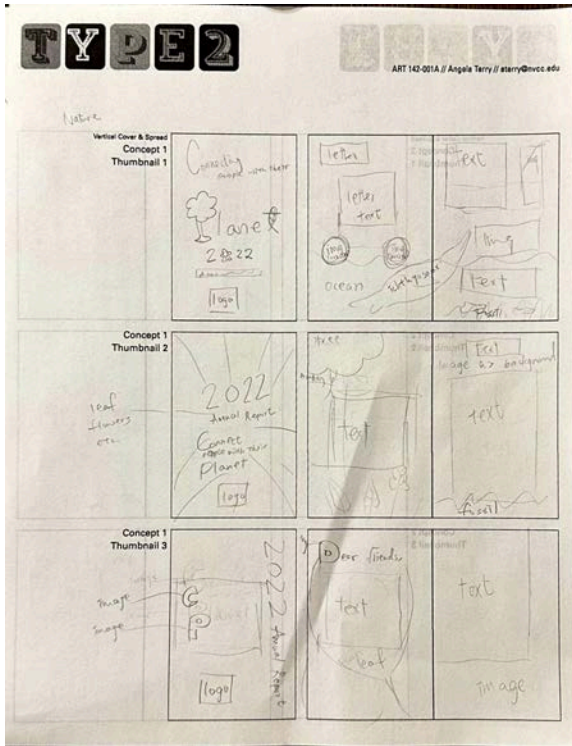 TYPE2
ART 142-001A // Angela Terry // aterry@nvcc.edu
Nature
Vertical Cover & Spread
Concept 1
Thumbnail 1
Connecting
people with their
Planet
2022
logo
letter
letter
text
ocean
text
time
text
Fossil
Concept 1
Thumbnail 2
leaf
flowers
etc.
2022
Annual Report
Connect
people with their
Planet
logo
tree
text
text
image as background
text
fossil
Concept 1
Thumbnail 3
image
image
C
P
2022 Annual Report
logo
Dear friends
text
leaf
text
image